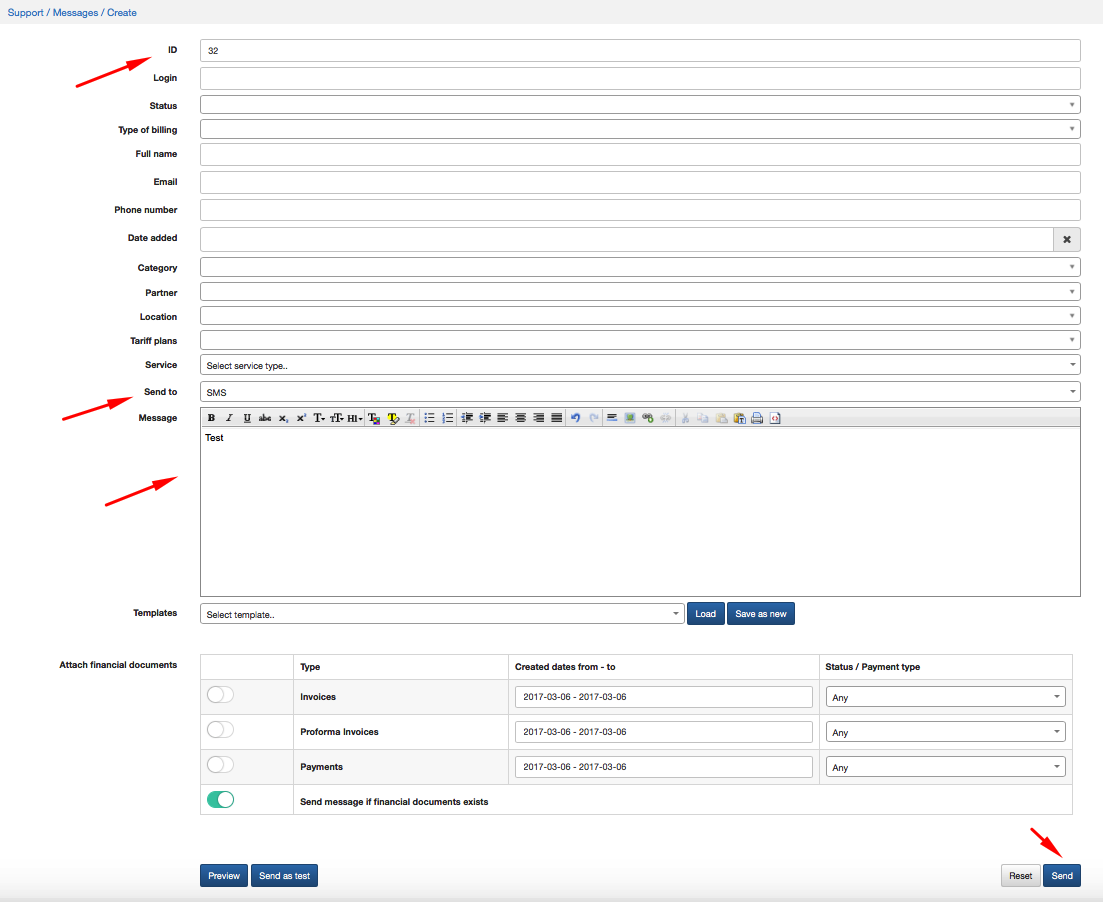 Support / Messages / Create
ID 32
Login
Status
Type of billing
Full name
Email
Phone number
Date added
Category
Partner
Location
Tariff plans
Service Select service type..
Send to SMS
Message B I U abc x, x² T T H1 T T T
Test
Templates Select template.. Load Save as new
Attach financial documents Type Created dates from - to Status / Payment type
Invoices 2017-03-06 - 2017-03-06 Any
Proforma Invoices 2017-03-06 - 2017-03-06 Any
Payments 2017-03-06 - 2017-03-06 Any
Send message if financial documents exists
Preview Send as test Reset Send